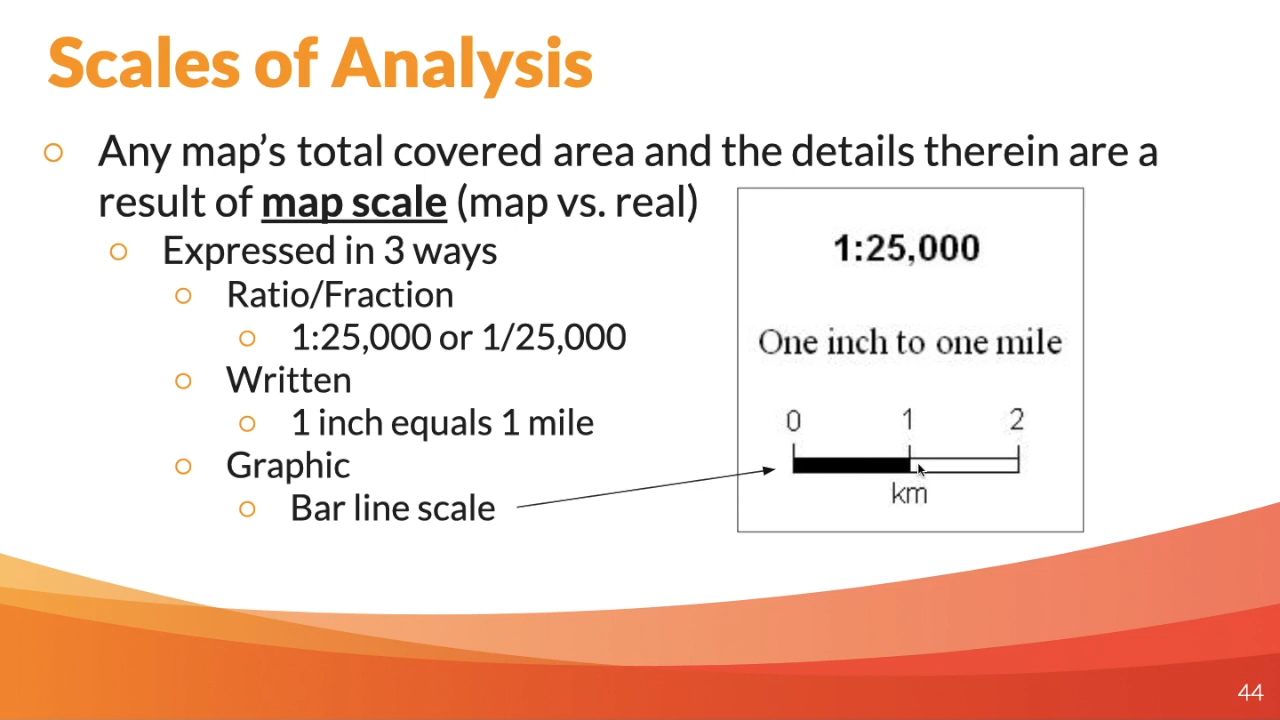 Scales of Analysis
Any map’s total covered area and the details therein are a
result of map scale (map vs. real)
Expressed in 3 ways
Ratio/Fraction
1:25,000 or 1/25,000
Written
1 inch equals 1 mile
Graphic
Bar line scale
1:25,000
One inch to one mile
0 1 2
km
44